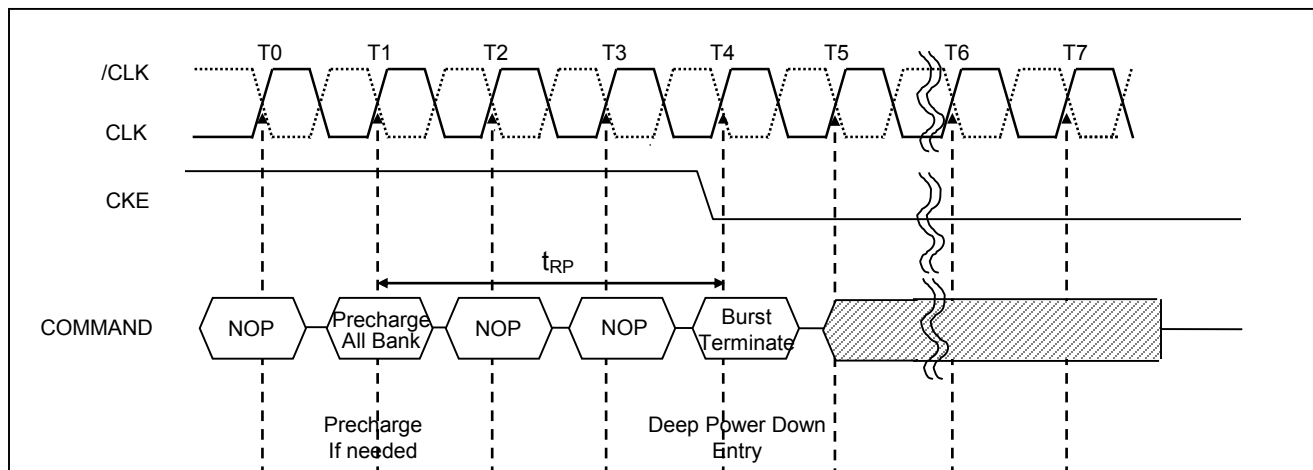 T0 T1 T2 T3 T4 T5 T6 T7
/CLK
CLK
CKE
tRP
COMMAND
NOP
Precharge
All Bank
NOP
NOP
Burst
Terminate
Precharge
If needed
Deep Power Down
Entry